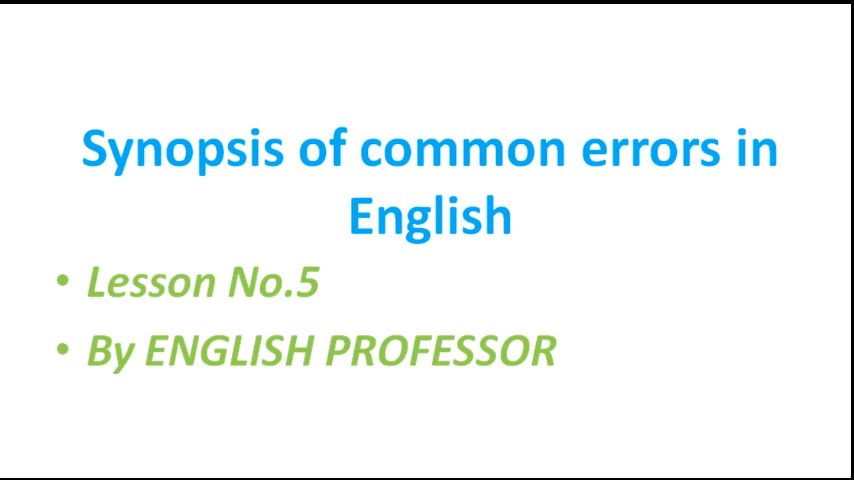 Synopsis of common errors in
English
• Lesson No.5
• By ENGLISH PROFESSOR